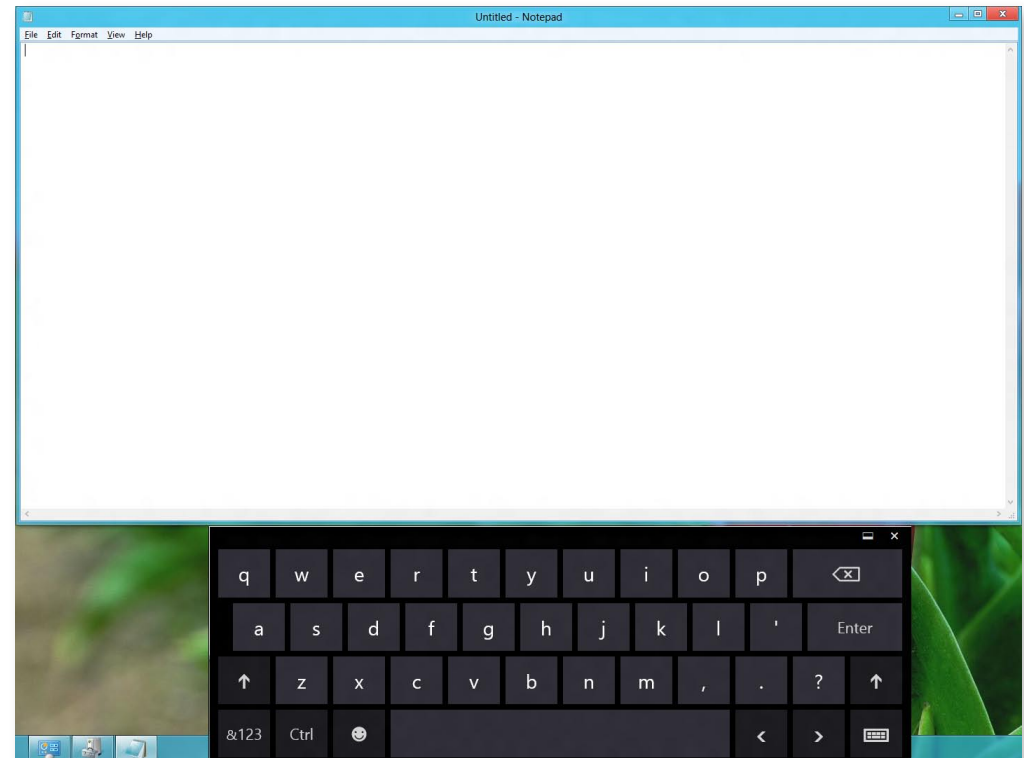 Untitled - Notepad
File Edit Format View Help
q w e r t y u i o p
a s d f g h j k l ' Enter
z x c v b n m , . ?
&123 Ctrl < >